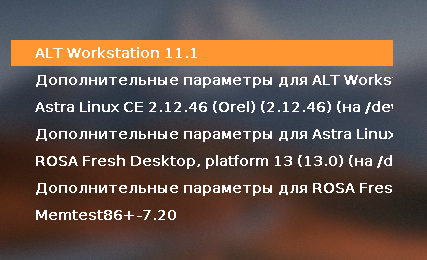 ALT Workstation 11.1
Дополнительные параметры для ALT Works
Astra Linux CE 2.12.46 (Orel) (2.12.46) (на /de
Дополнительные параметры для Astra Linux
ROSA Fresh Desktop, platform 13 (13.0) (на /d
Дополнительные параметры для ROSA Fres
Memtest86+-7.20